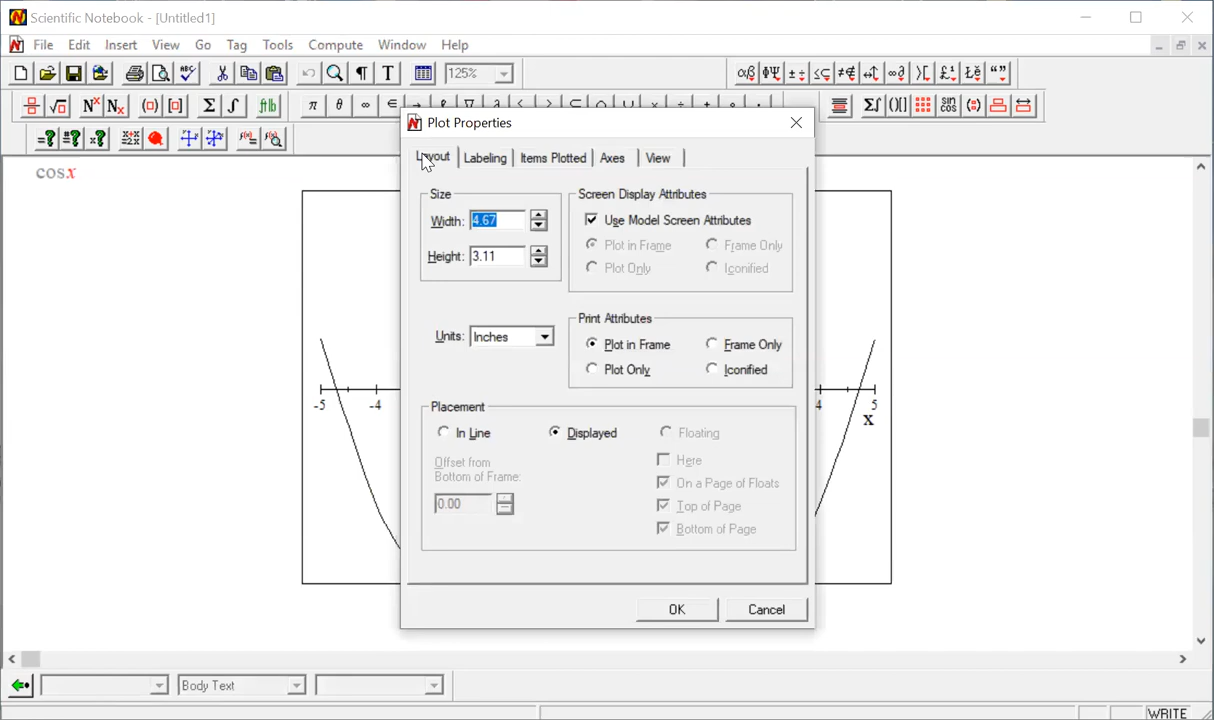 Scientific Notebook - [Untitled1]
File Edit Insert View Go Tag Tools Compute Window Help
125%
Plot Properties
Layout Labeling Items Plotted Axes View
cosx
Size
Width: 4.67
Height: 3.11
Screen Display Attributes
Use Model Screen Attributes
Plot in Frame Frame Only
Plot Only Iconified
Units: Inches
Print Attributes
Plot in Frame Frame Only
Plot Only Iconified
-5 -4 4 5
x
Placement
In Line Displayed Floating
Offset from
Bottom of Frame:
0.00
Here
On a Page of Floats
Top of Page
Bottom of Page
OK Cancel
Body Text
WRITE